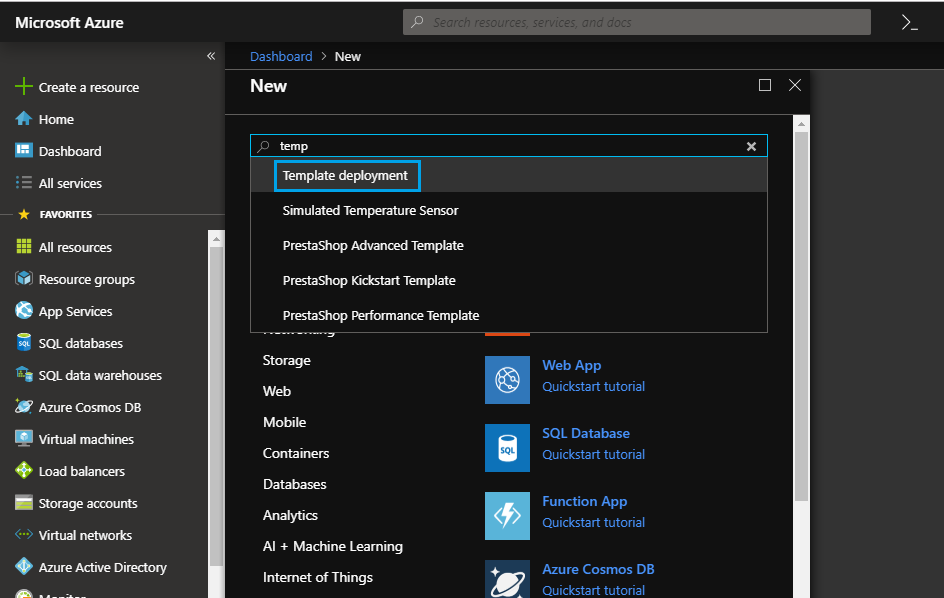 Microsoft Azure
Search resources, services, and docs
Dashboard > New
New
Create a resource
Home
Dashboard
All services
FAVORITES
All resources
Resource groups
App Services
SQL databases
SQL data warehouses
Azure Cosmos DB
Virtual machines
Load balancers
Storage accounts
Virtual networks
Azure Active Directory
Monitor
temp
Template deployment
Simulated Temperature Sensor
PrestaShop Advanced Template
PrestaShop Kickstart Template
PrestaShop Performance Template
Networking
Storage
Web
Mobile
Containers
Databases
Analytics
AI + Machine Learning
Internet of Things
Web App
Quickstart tutorial
SQL
SQL Database
Quickstart tutorial
Function App
Quickstart tutorial
Azure Cosmos DB
Quickstart tutorial